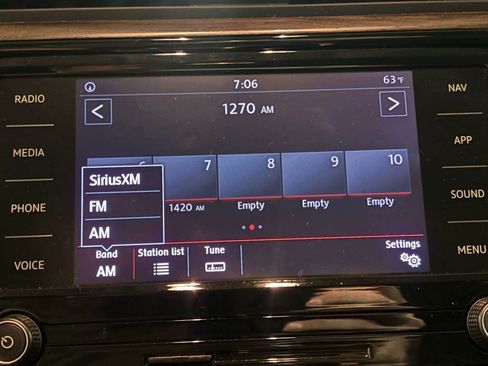 7:06
63°F
RADIO
NAV
1270 AM
MEDIA
APP
7
8
9
10
SiriusXM
FM
AM
1420 AM
Empty
Empty
Empty
PHONE
SOUND
Band
AM
Station list
Tune
Settings
VOICE
MENU